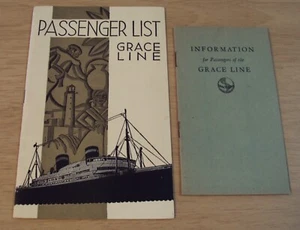 PASSENGER LIST
GRACE
LINE
INFORMATION
for Passengers of the
GRACE LINE